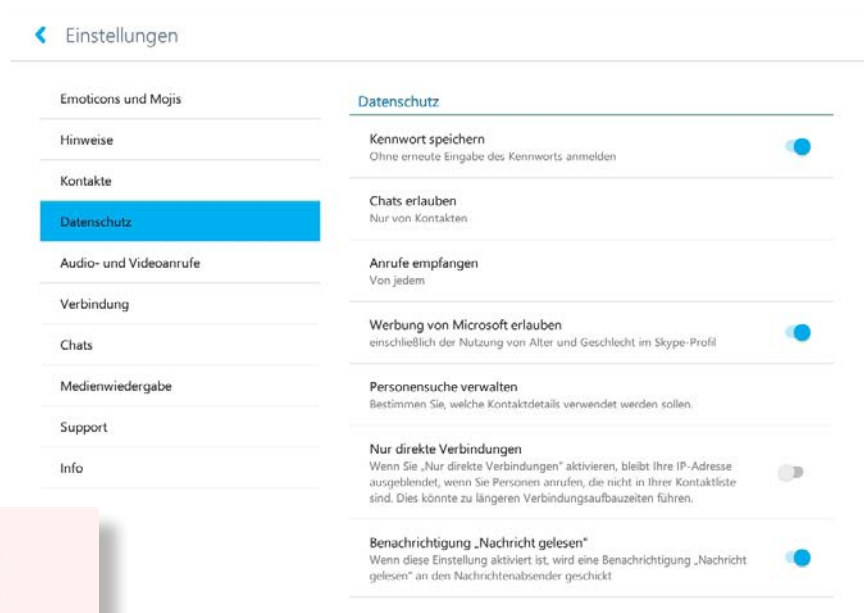 Einstellungen
Emoticons und Mojis
Hinweise
Kontakte
Datenschutz
Audio- und Videoanrufe
Verbindung
Chats
Medienwiedergabe
Support
Info
Datenschutz
Kennwort speichern
Ohne erneute Eingabe des Kennworts anmelden
Chats erlauben
Nur von Kontakten
Anrufe empfangen
Von jedem
Werbung von Microsoft erlauben
einschließlich der Nutzung von Alter und Geschlecht im Skype-Profil
Personensuche verwalten
Bestimmen Sie, welche Kontaktdetails verwendet werden sollen.
Nur direkte Verbindungen
Wenn Sie „Nur direkte Verbindungen" aktivieren, bleibt Ihre IP-Adresse
ausgeblendet, wenn Sie Personen anrufen, die nicht in Ihrer Kontaktliste
sind. Dies könnte zu längeren Verbindungsaufbauzeiten führen.
Benachrichtigung „Nachricht gelesen"
Wenn diese Einstellung aktiviert ist, wird eine Benachrichtigung „Nachricht
gelesen" an den Nachrichtenabsender geschickt